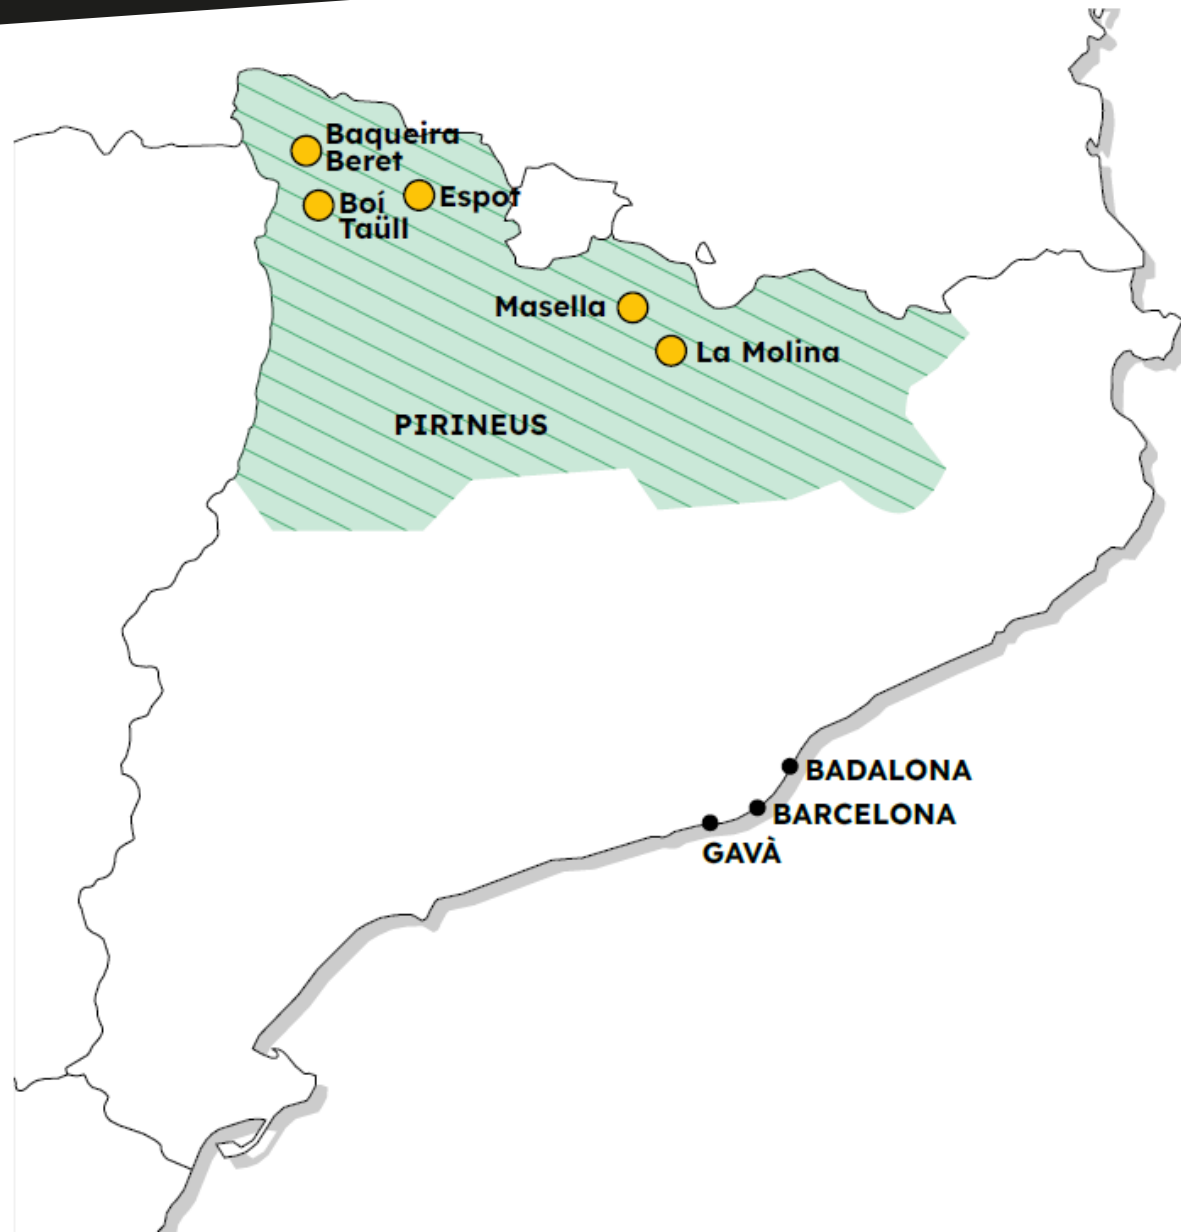 Baqueira
Beret
Espot
Boí
Taüll
Masella
La Molina
PIRINEUS
BADALONA
BARCELONA
GAVÀ